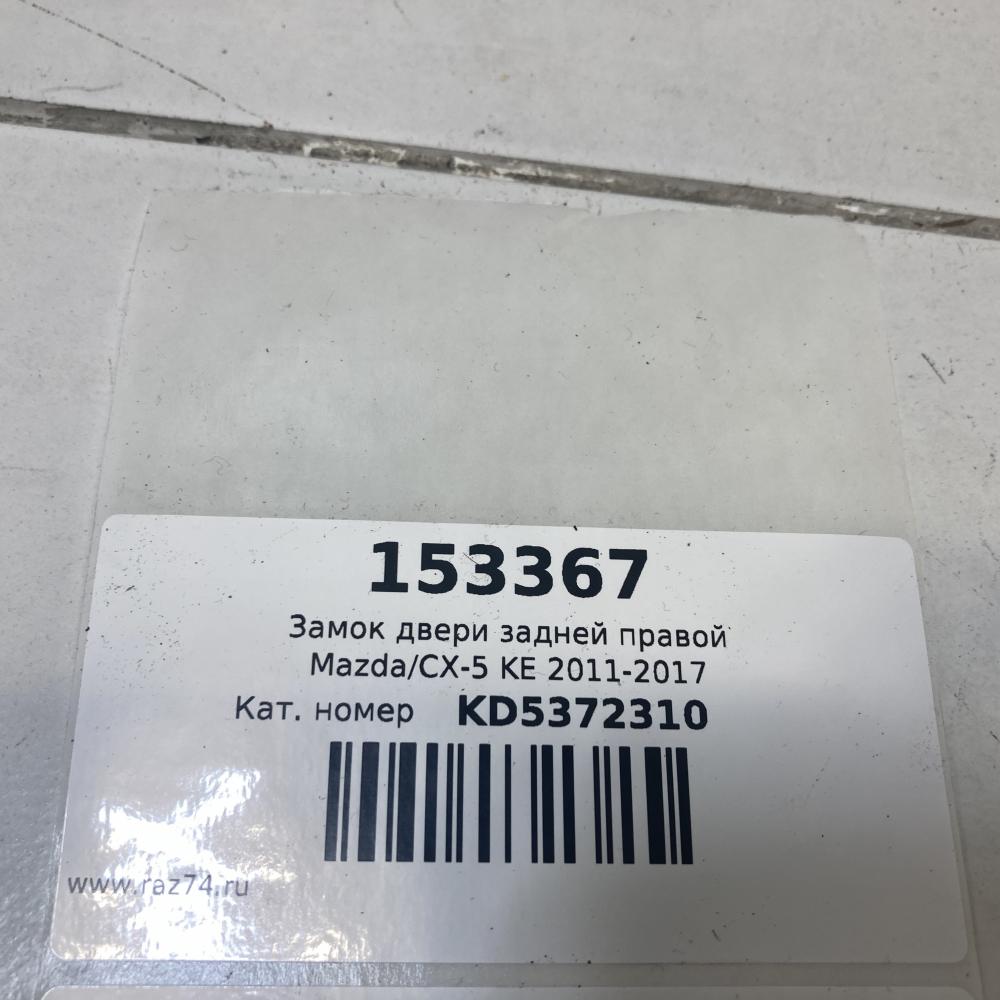 153367
Замок двери задней правой
Mazda/CX-5 KE 2011-2017
Кат. номер KD5372310
www.raz74.ru